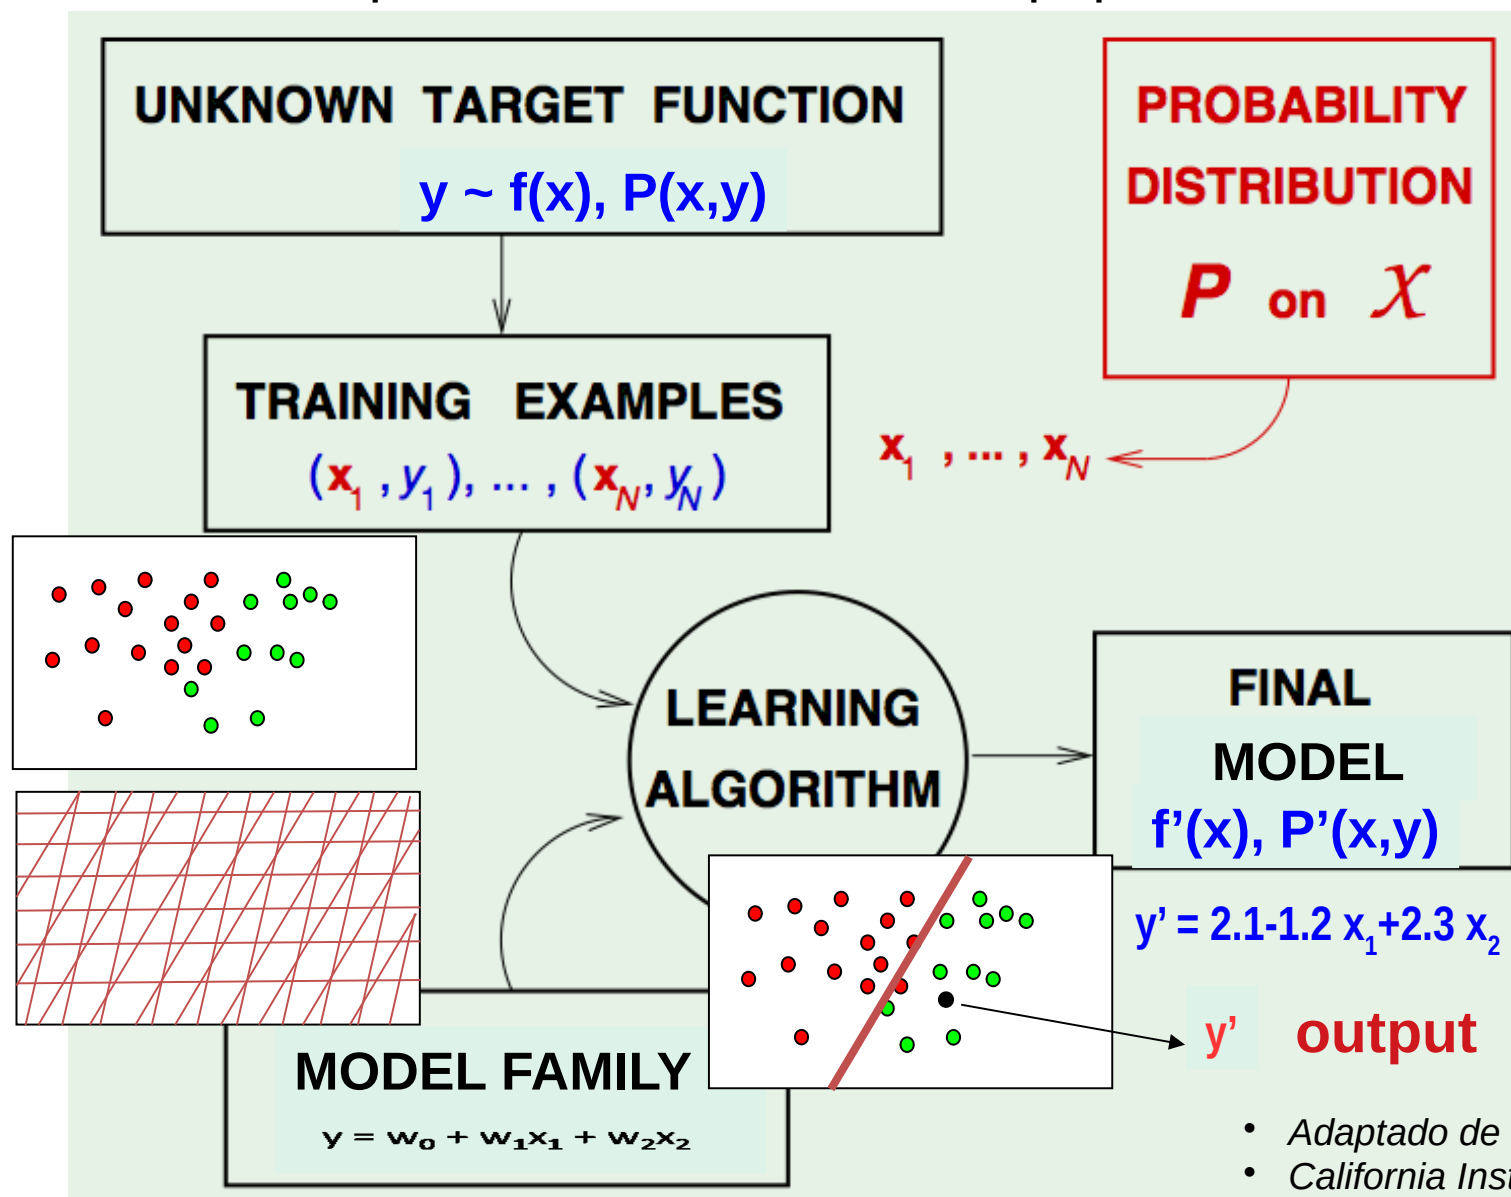 UNKNOWN TARGET FUNCTION
y ~ f(x), P(x,y)
PROBABILITY
DISTRIBUTION
P on X
TRAINING EXAMPLES
(x1 , y1), ... , (xN, yN)
x1 , ... , xN
LEARNING
ALGORITHM
FINAL
MODEL
f’(x), P’(x,y)
y’ = 2.1-1.2 x1+2.3 x2
y’ output
MODEL FAMILY
y = w0 + w1x1 + w2x2
• Adaptado de
• California Inst